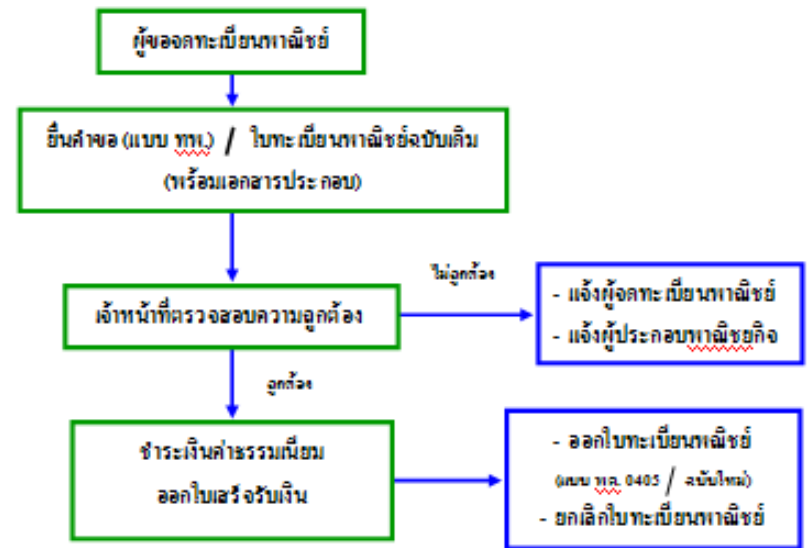 ผู้ขอจดทะเบียนพาณิชย์
ยื่นคำขอ (แบบ ทพ.) / ใบทะเบียนพาณิชย์ฉบับเดิม
(พร้อมเอกสารประกอบ)
เจ้าหน้าที่ตรวจสอบความถูกต้อง
ไม่ถูกต้อง
- แจ้งผู้จดทะเบียนพาณิชย์
- แจ้งผู้ประกอบพาณิชยกิจ
ถูกต้อง
ชำระเงินค่าธรรมเนียม
ออกใบเสร็จรับเงิน
- ออกใบทะเบียนพณิชย์
(แบบ พค. 0403 / ฉบับใหม่)
- ยกเลิกใบทะเบียนพาณิชย์